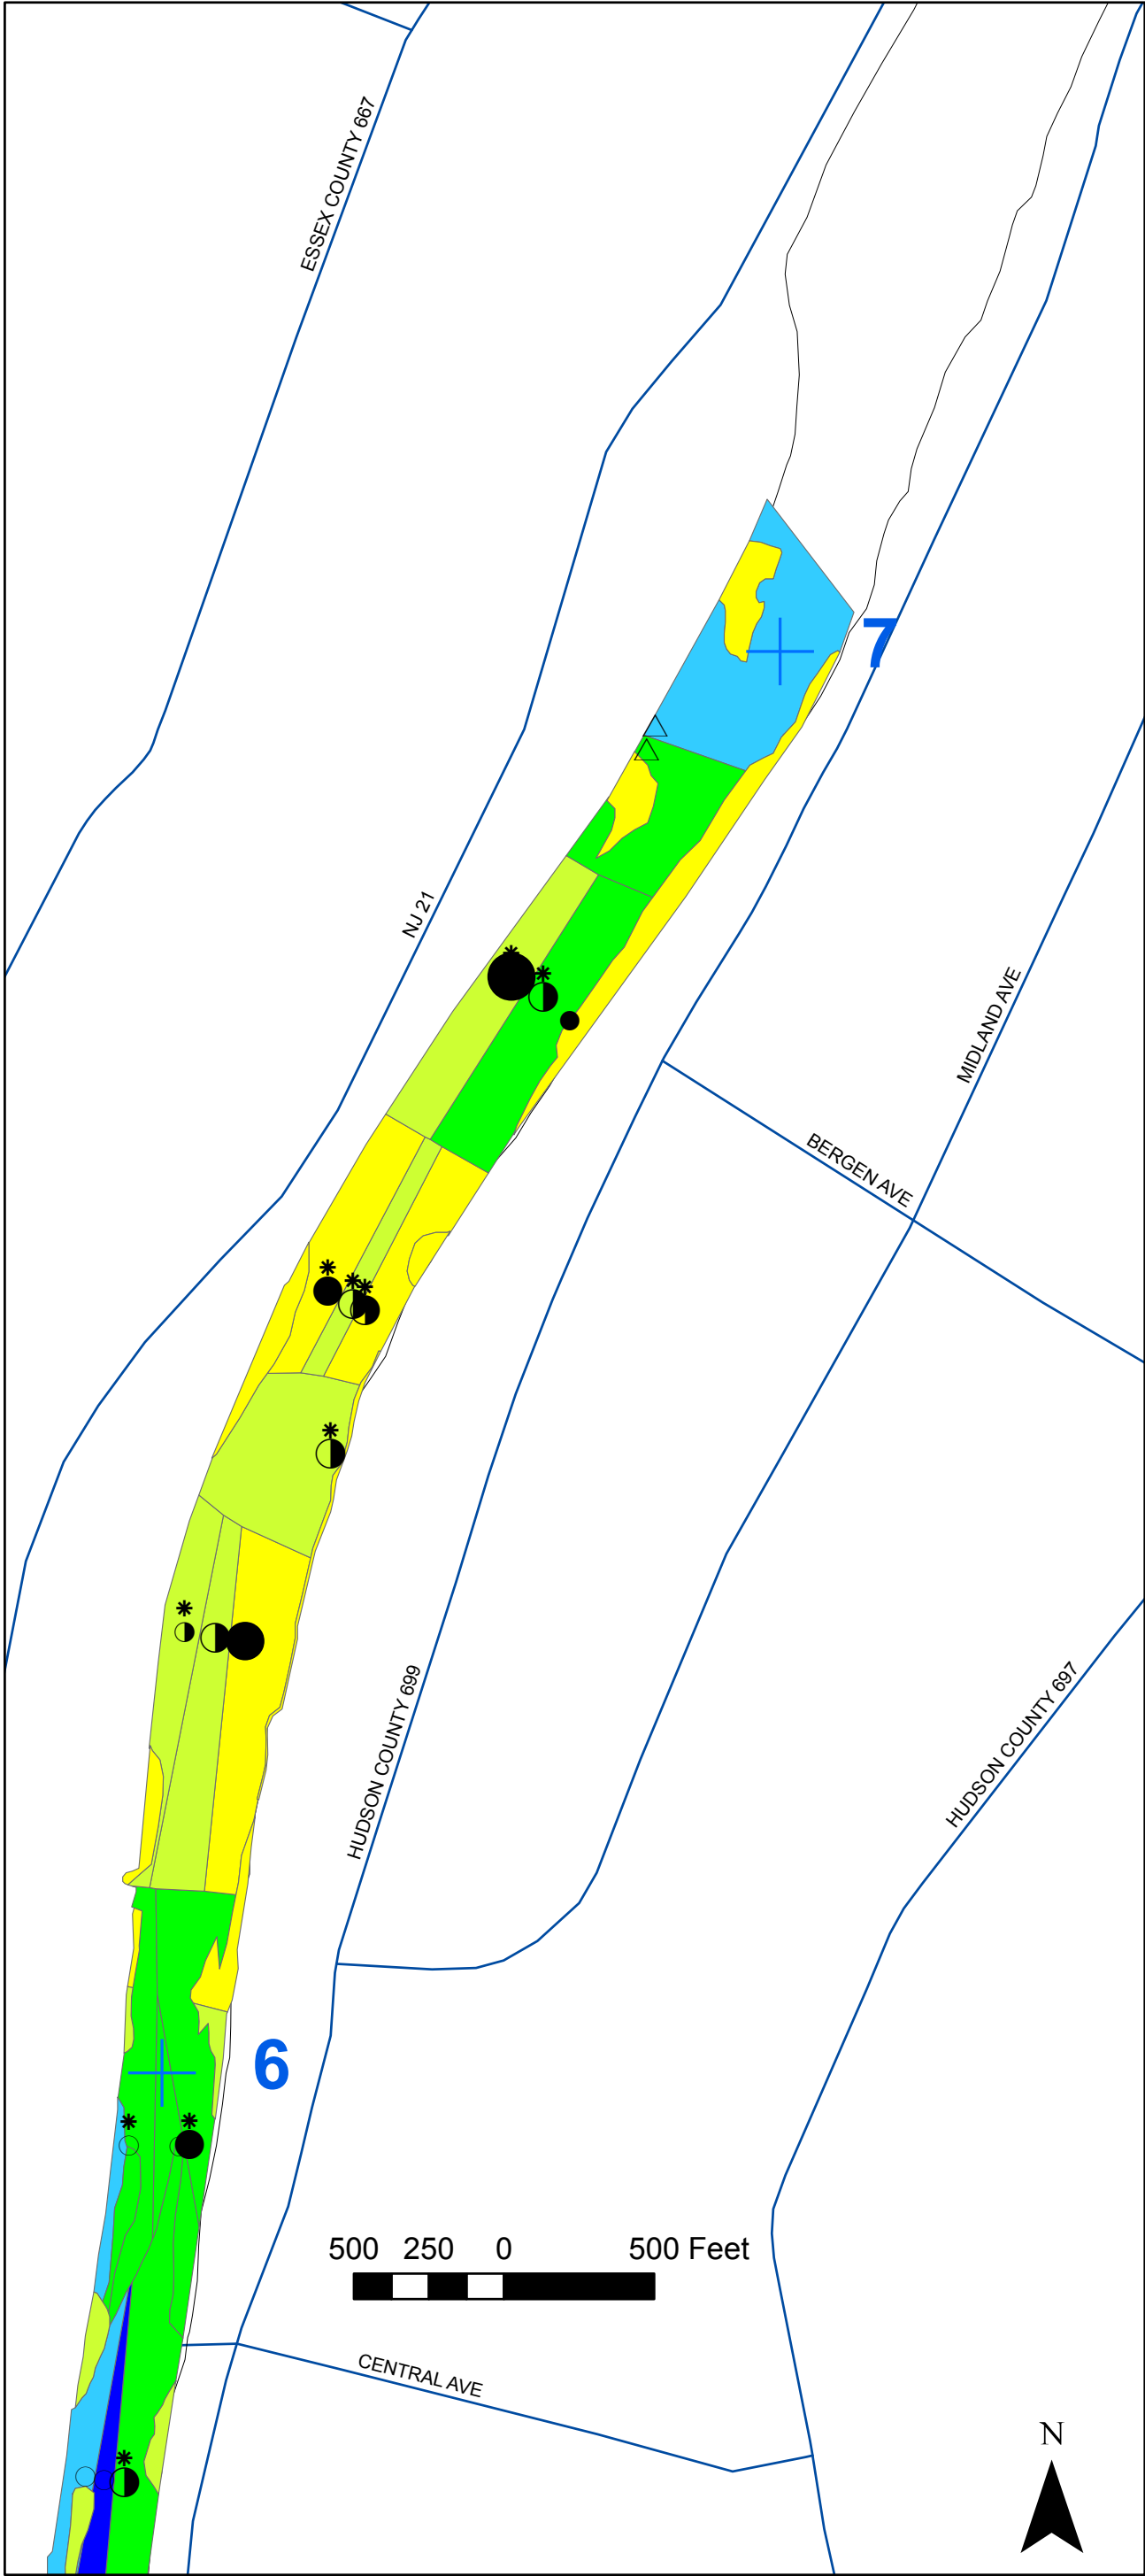 ESSEX COUNTY 667
7
NJ 21
MIDLAND AVE
BERGEN AVE
HUDSON COUNTY 699
HUDSON COUNTY 697
6
500 250 0 500 Feet
CENTRAL AVE
N